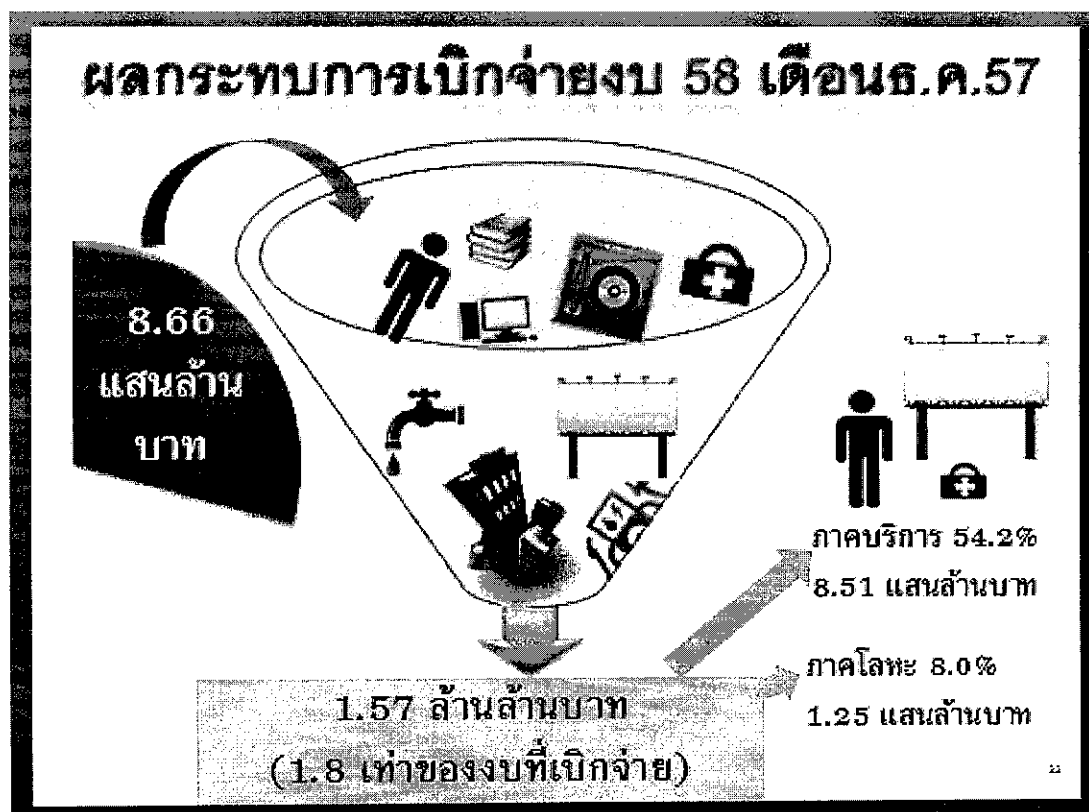 ผลกระทบการเบิกจ่ายงบ 58 เดือนธ.ค.57
8.66
แสนล้าน
บาท
ภาคบริการ 54.2%
8.51 แสนล้านบาท
ภาคโลหะ 8.0%
1.25 แสนล้านบาท
1.57 ล้านล้านบาท
(1.8 เท่าของงบที่เบิกจ่าย)